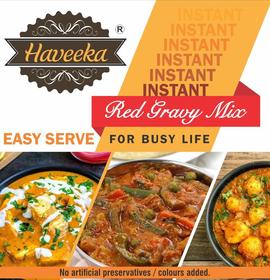 Haveeka ®
INSTANT
INSTANT
INSTANT
INSTANT
INSTANT
INSTANT
Red Gravy Mix
EASY SERVE FOR BUSY LIFE
No artificial preservatives / colours added.